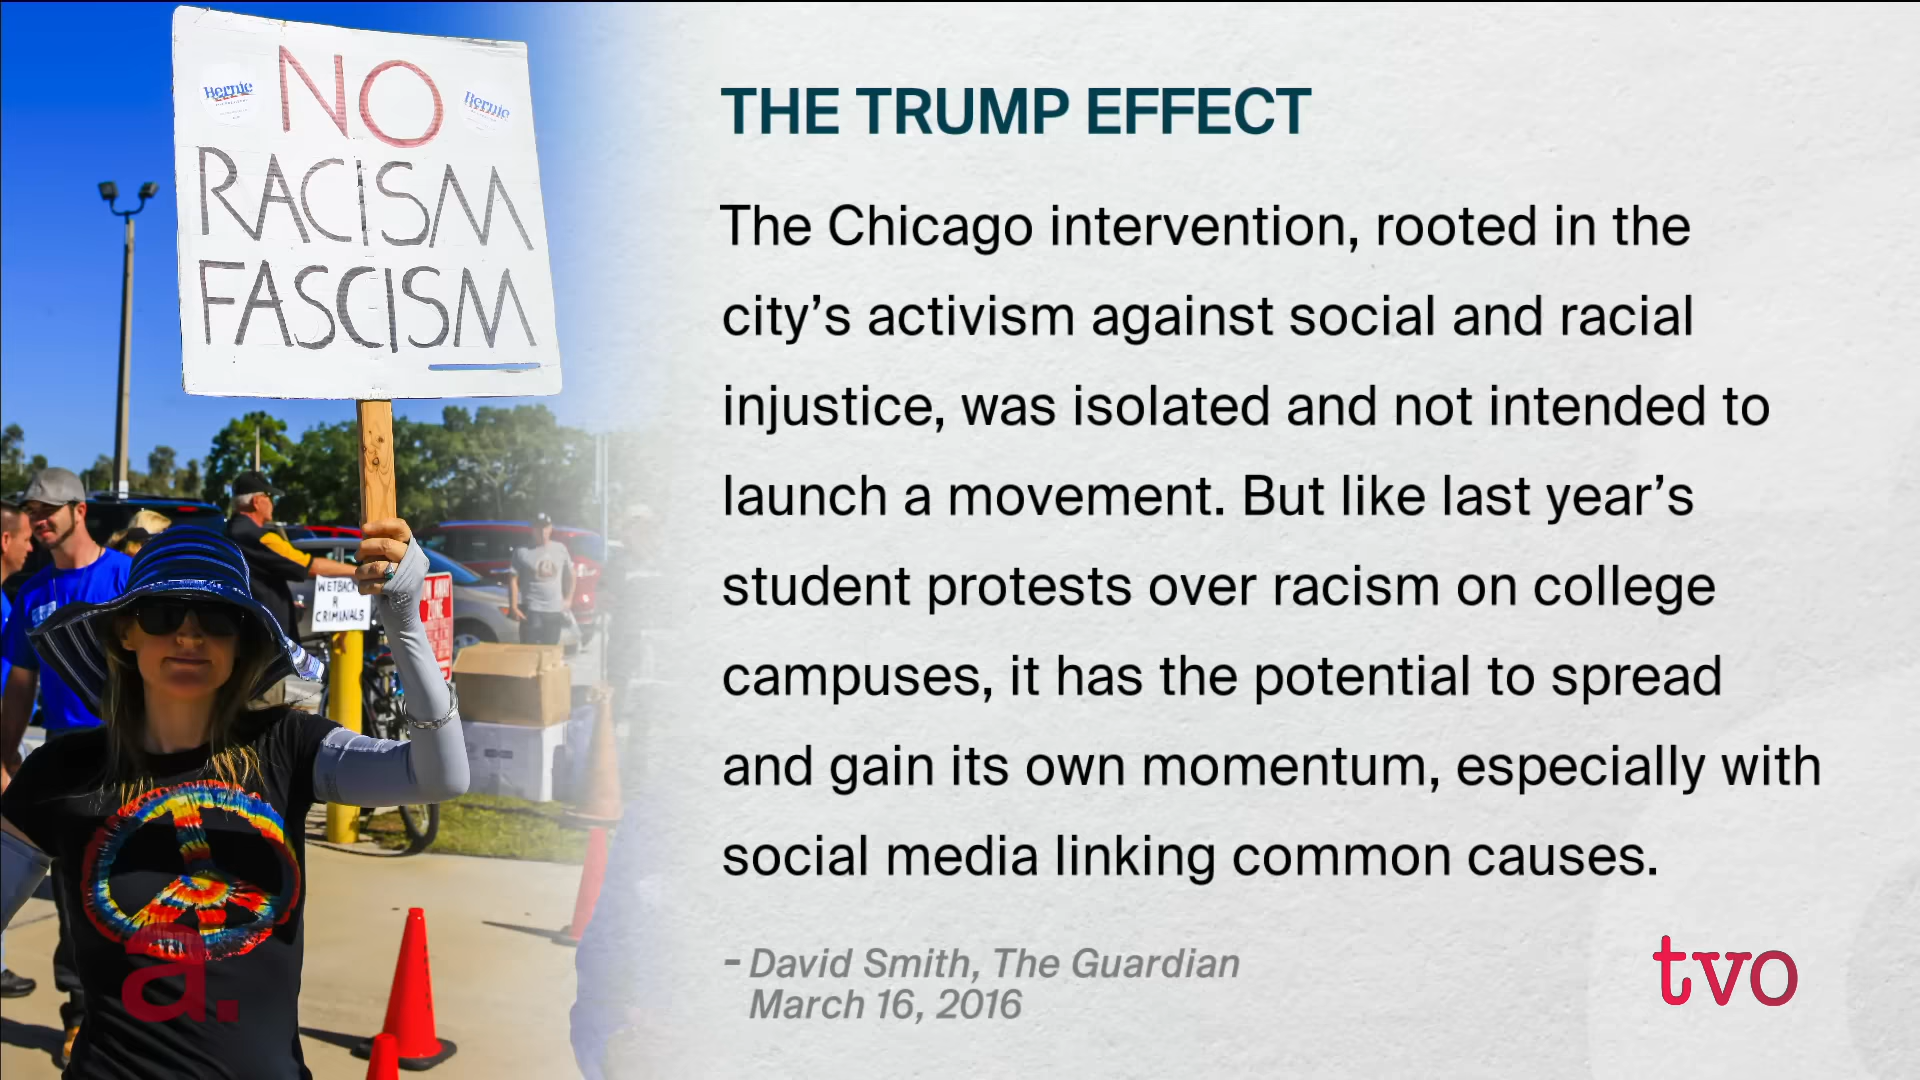 NO
Bernie
Bernie
RACISM
FASCISM
WETBACK
R
CRIMINALS
THE TRUMP EFFECT
The Chicago intervention, rooted in the
city’s activism against social and racial
injustice, was isolated and not intended to
launch a movement. But like last year’s
student protests over racism on college
campuses, it has the potential to spread
and gain its own momentum, especially with
social media linking common causes.
- David Smith, The Guardian
March 16, 2016
a.
tvo